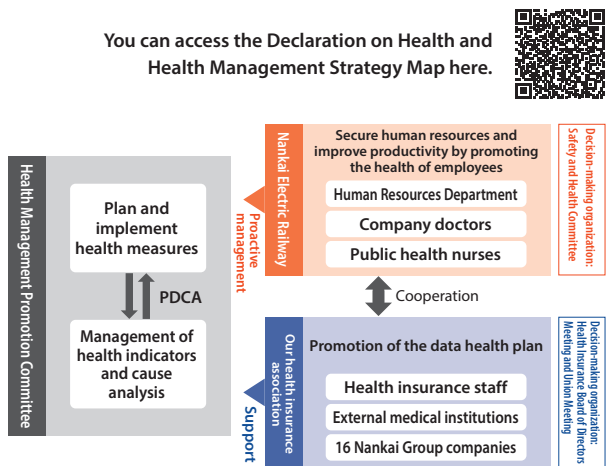 You can access the Declaration on Health and
Health Management Strategy Map here.
Health Management Promotion Committee
Plan and
implement
health measures
PDCA
Management of
health indicators
and cause
analysis
Proactive
management
Nankai Electric Railway
Secure human resources and
improve productivity by promoting
the health of employees
Human Resources Department
Company doctors
Public health nurses
Decision-making organization:
Safety and Health Committee
Cooperation
Support
Our health insurance
association
Promotion of the data health plan
Health insurance staff
External medical institutions
16 Nankai Group companies
Decision-making organization:
Health Insurance Board of Directors
Meeting and Union Meeting